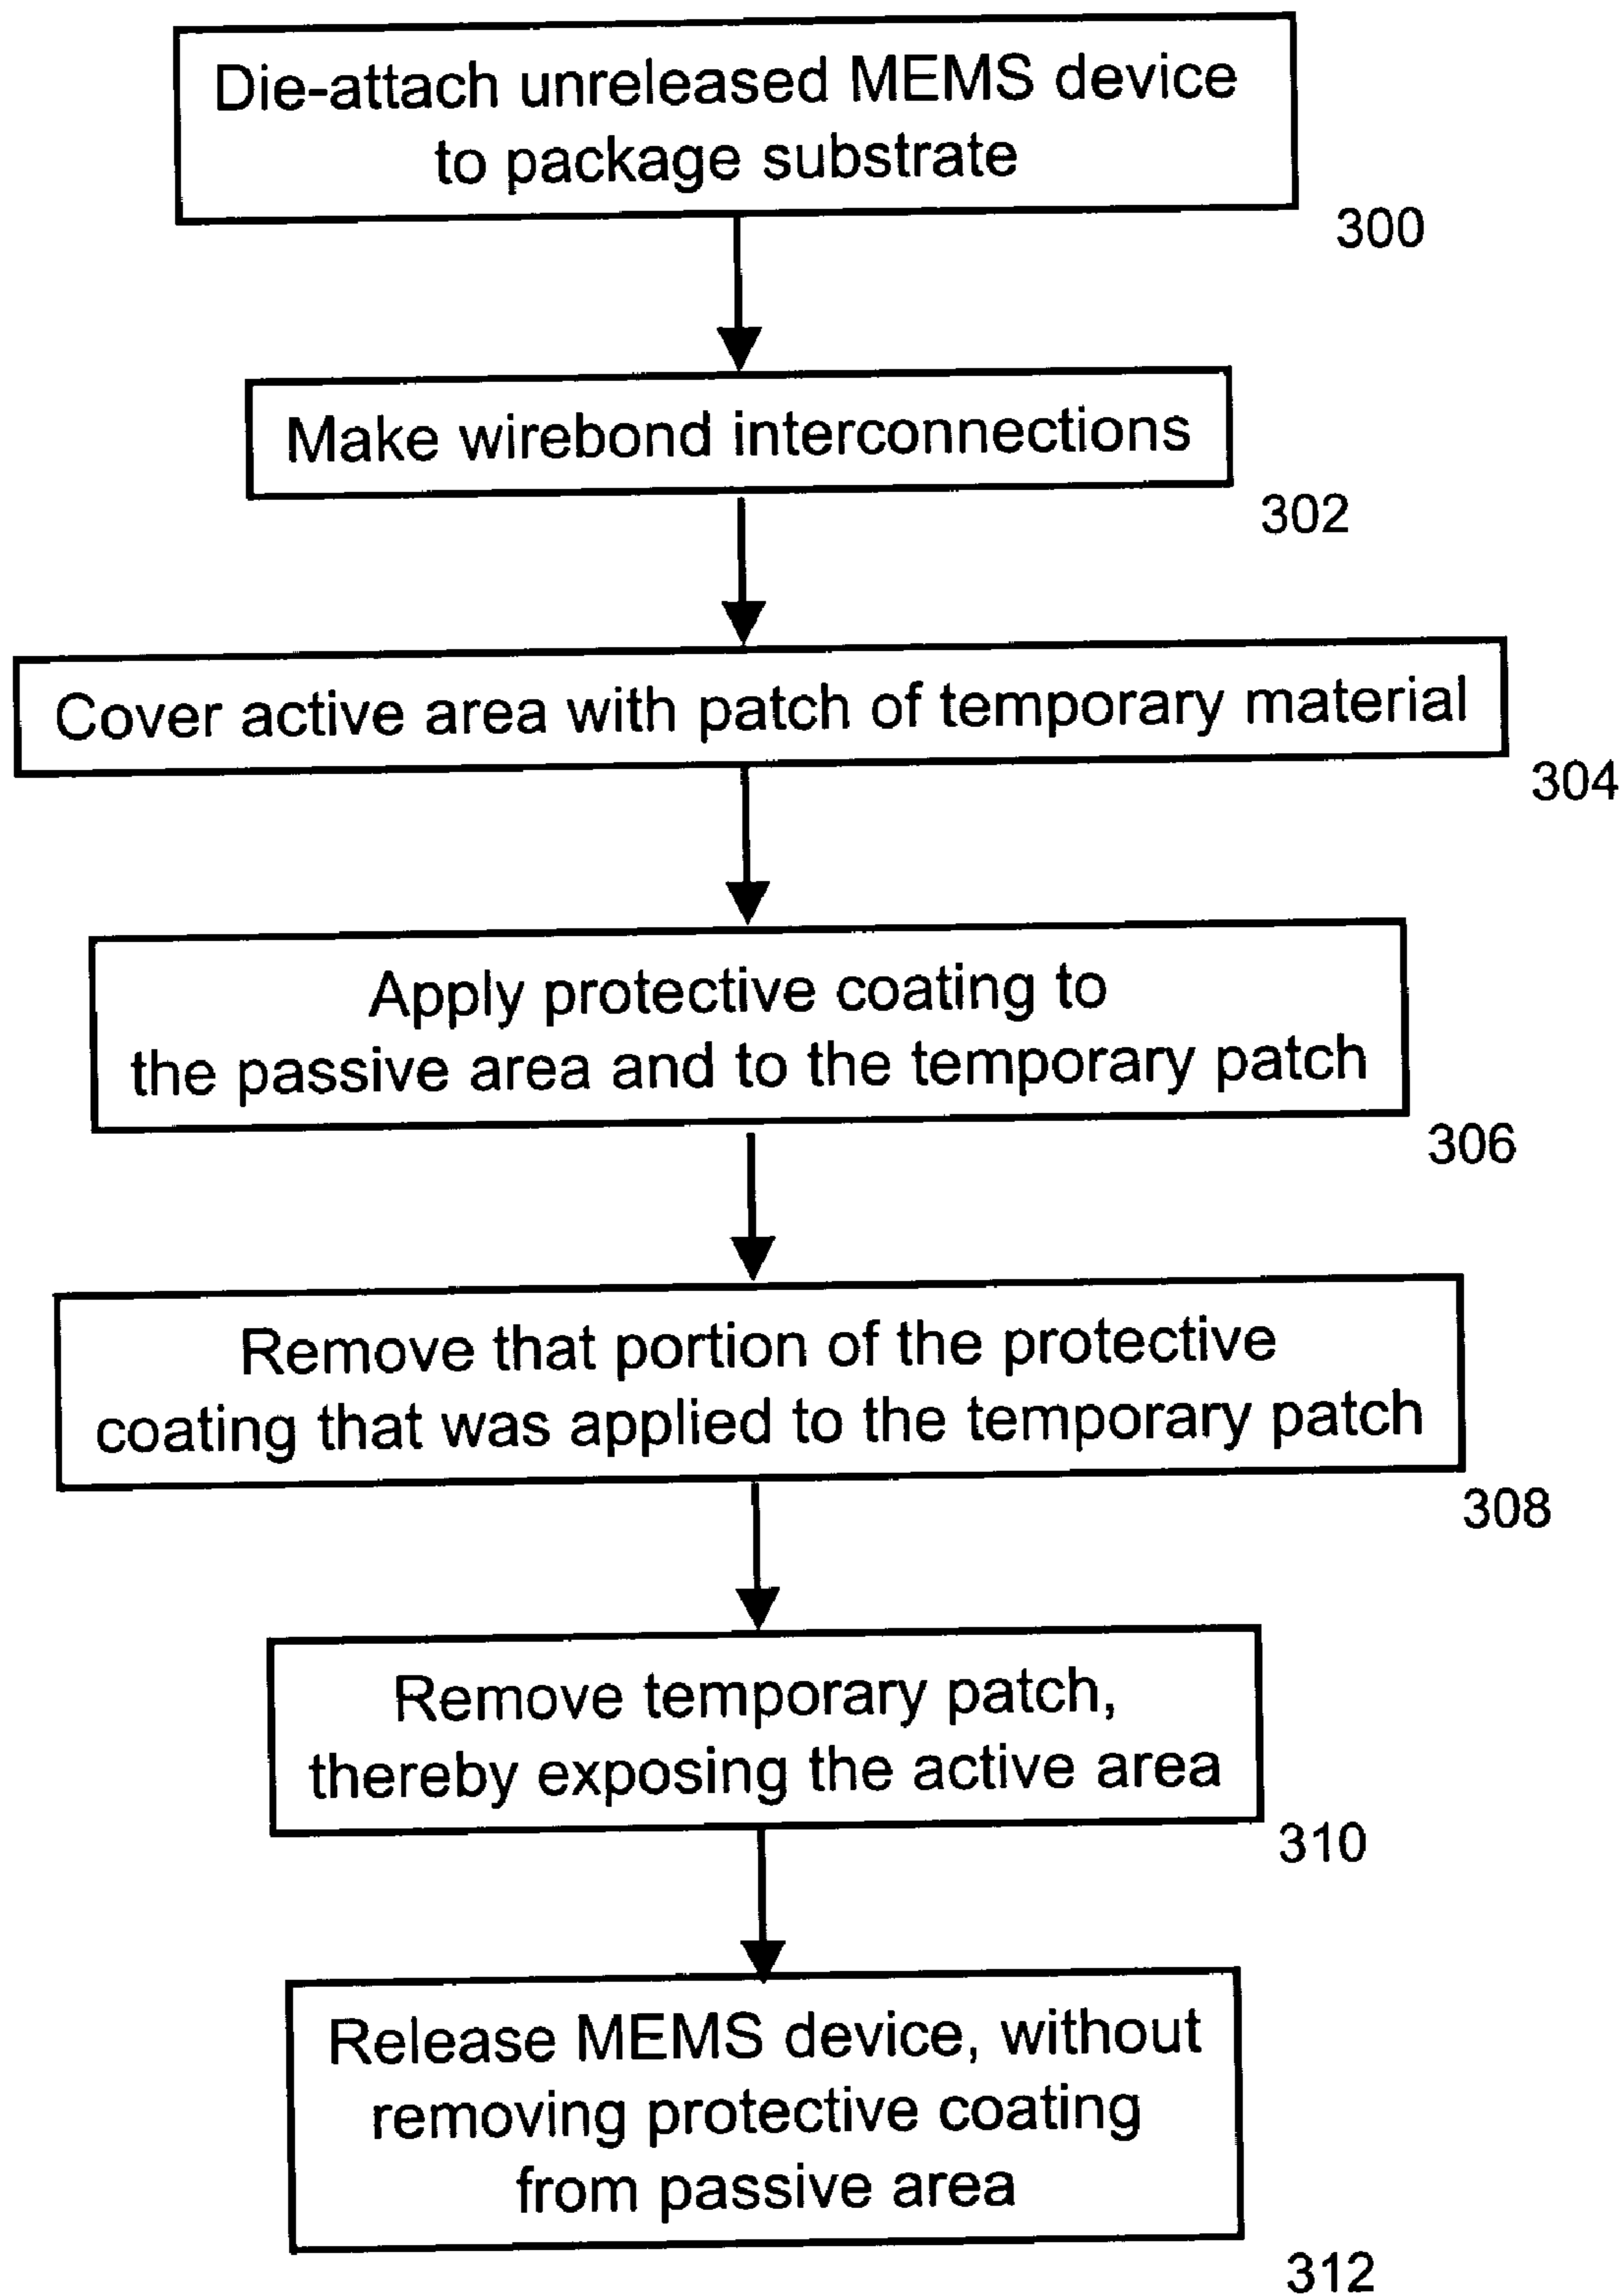 Die-attach unreleased MEMS device
to package substrate
300
Make wirebond interconnections
302
Cover active area with patch of temporary material
304
Apply protective coating to
the passive area and to the temporary patch
306
Remove that portion of the protective
coating that was applied to the temporary patch
308
Remove temporary patch,
thereby exposing the active area
310
Release MEMS device, without
removing protective coating
from passive area
312